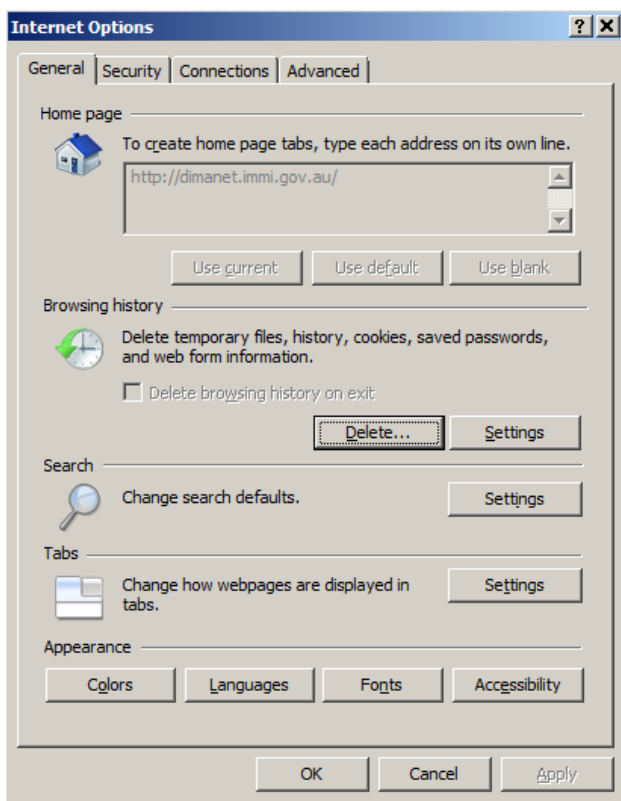 Internet Options
General Security Connections Advanced
Home page
To create home page tabs, type each address on its own line.
http://dimanet.immi.gov.au/
Use current Use default Use blank
Browsing history
Delete temporary files, history, cookies, saved passwords,
and web form information.
Delete browsing history on exit
Delete... Settings
Search
Change search defaults. Settings
Tabs
Change how webpages are displayed in Settings
tabs.
Appearance
Colors Languages Fonts Accessibility
OK Cancel Apply